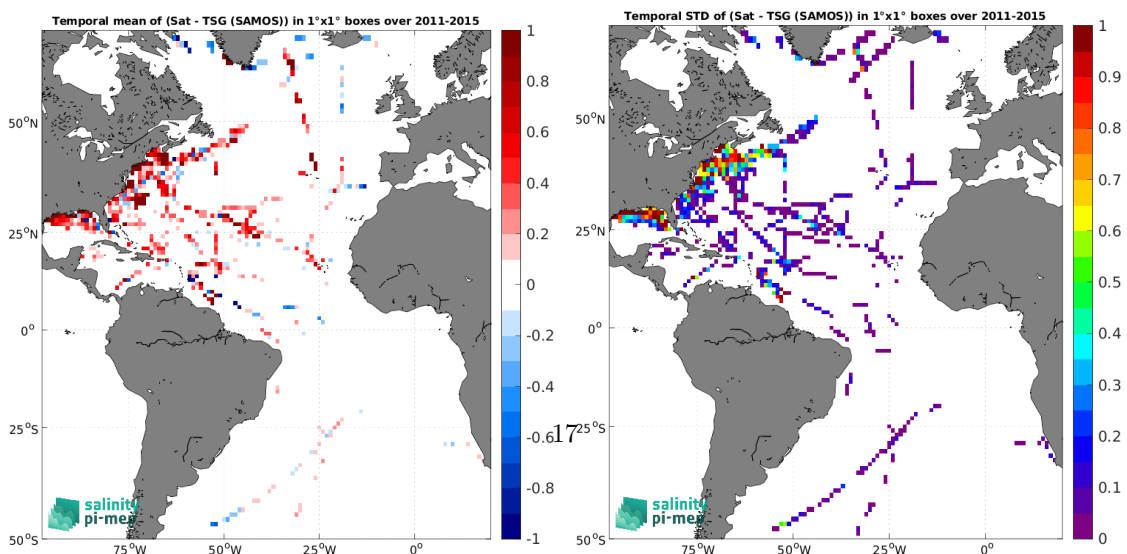 Temporal mean of (Sat - TSG (SAMOS)) in 1°x1° boxes over 2011-2015
50°N
25°N
0°
25°S
50°S
75°W
50°W
25°W
0°
1
0.8
0.6
0.4
0.2
0
-0.2
-0.4
-0.6
-0.8
-1
salinity
pi-mep
17
Temporal STD of (Sat - TSG (SAMOS)) in 1°x1° boxes over 2011-2015
50°N
25°N
0°
25°S
50°S
75°W
50°W
25°W
0°
1
0.9
0.8
0.7
0.6
0.5
0.4
0.3
0.2
0.1
0
salinity
pi-mep